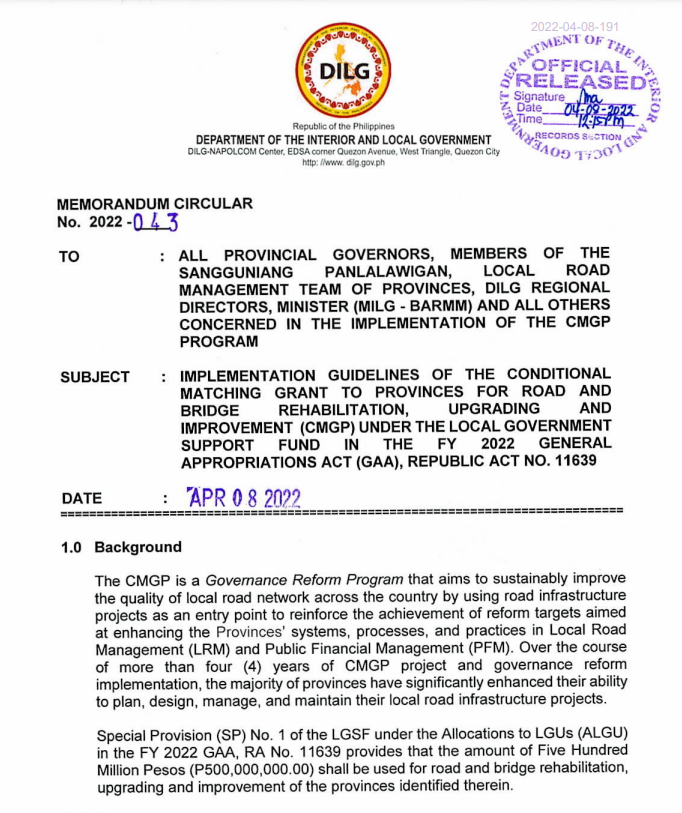 2022-04-08-191
DEPARTMENT OF THE INTERIOR AND LOCAL GOVERNMENT
OFFICIAL
RELEASED
Signature
Date 04-08-2022
Time 12:15PM
RECORDS SECTION
DILG
Republic of the Philippines
DEPARTMENT OF THE INTERIOR AND LOCAL GOVERNMENT
DILG-NAPOLCOM Center, EDSA corner Quezon Avenue, West Triangle, Quezon City
http: //www. dilg.gov.ph
MEMORANDUM CIRCULAR
No. 2022 -043
TO : ALL PROVINCIAL GOVERNORS, MEMBERS OF THE
SANGGUNIANG PANLALAWIGAN, LOCAL ROAD
MANAGEMENT TEAM OF PROVINCES, DILG REGIONAL
DIRECTORS, MINISTER (MILG - BARMM) AND ALL OTHERS
CONCERNED IN THE IMPLEMENTATION OF THE CMGP
PROGRAM
SUBJECT : IMPLEMENTATION GUIDELINES OF THE CONDITIONAL
MATCHING GRANT TO PROVINCES FOR ROAD AND
BRIDGE REHABILITATION, UPGRADING AND
IMPROVEMENT (CMGP) UNDER THE LOCAL GOVERNMENT
SUPPORT FUND IN THE FY 2022 GENERAL
APPROPRIATIONS ACT (GAA), REPUBLIC ACT NO. 11639
DATE : APR 08 2022
1.0 Background
The CMGP is a Governance Reform Program that aims to sustainably improve
the quality of local road network across the country by using road infrastructure
projects as an entry point to reinforce the achievement of reform targets aimed
at enhancing the Provinces' systems, processes, and practices in Local Road
Management (LRM) and Public Financial Management (PFM). Over the course
of more than four (4) years of CMGP project and governance reform
implementation, the majority of provinces have significantly enhanced their ability
to plan, design, manage, and maintain their local road infrastructure projects.
Special Provision (SP) No. 1 of the LGSF under the Allocations to LGUs (ALGU)
in the FY 2022 GAA, RA No. 11639 provides that the amount of Five Hundred
Million Pesos (P500,000,000.00) shall be used for road and bridge rehabilitation,
upgrading and improvement of the provinces identified therein.